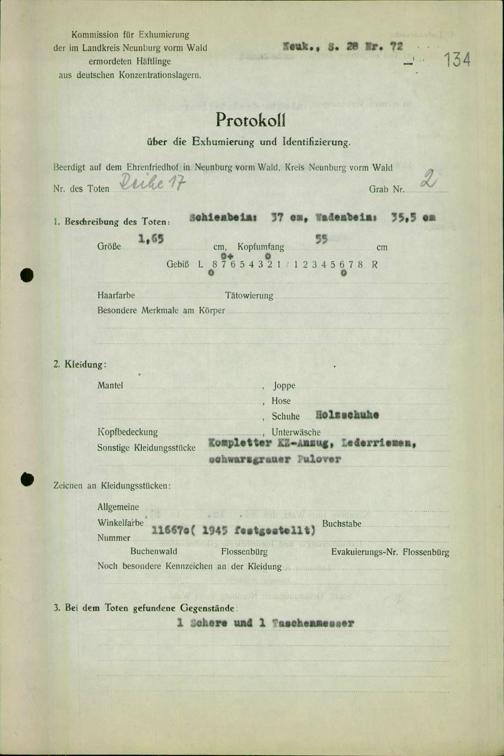 Kommission für Exhumierung
der im Landkreis Neunburg vorm Wald
ermordeten Häftlinge
aus deutschen Konzentrationslagern.
Neuk., S. 28 Nr. 72
134
Protokoll
über die Exhumierung und Identifizierung.
Beerdigt auf dem Ehrenfriedhof in Neunburg vorm Wald, Kreis Neunburg vorm Wald
Nr. des Toten Reihe 17 Grab Nr. 2
1. Beschreibung des Toten: Schienbein: 37 cm, Wadenbein: 35,5 cm
Größe 1,65 cm, Kopfumfang 55 cm
Gebiß L 8 7 6 5 4 3 2 1 / 1 2 3 4 5 6 7 8 R
Haarfarbe Tätowierung
Besondere Merkmale am Körper
2. Kleidung:
Mantel , Joppe
, Hose
, Schuhe Holzschuhe
Kopfbedeckung , Unterwäsche
Sonstige Kleidungsstücke Kompletter KZ-Anzug, Lederriemen,
schwarzgrauer Pulover
Zeichen an Kleidungsstücken:
Allgemeine
Winkelfarbe Buchstabe
Nummer 11667o( 1945 festgestellt)
Buchenwald Flossenbürg Evakuierungs-Nr. Flossenbürg
Noch besondere Kennzeichen an der Kleidung
3. Bei dem Toten gefundene Gegenstände:
1 Schere und 1 Taschenmesser